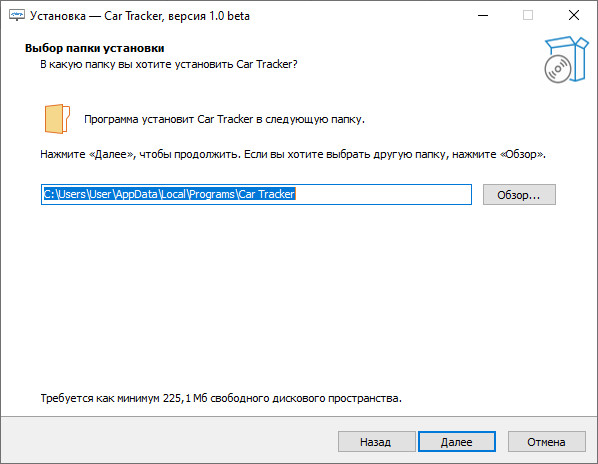 Установка — Car Tracker, версия 1.0 beta
Выбор папки установки
В какую папку вы хотите установить Car Tracker?
Программа установит Car Tracker в следующую папку.
Нажмите «Далее», чтобы продолжить. Если вы хотите выбрать другую папку, нажмите «Обзор».
C:\Users\User\AppData\Local\Programs\Car Tracker
Обзор...
Требуется как минимум 225,1 Мб свободного дискового пространства.
Назад
Далее
Отмена